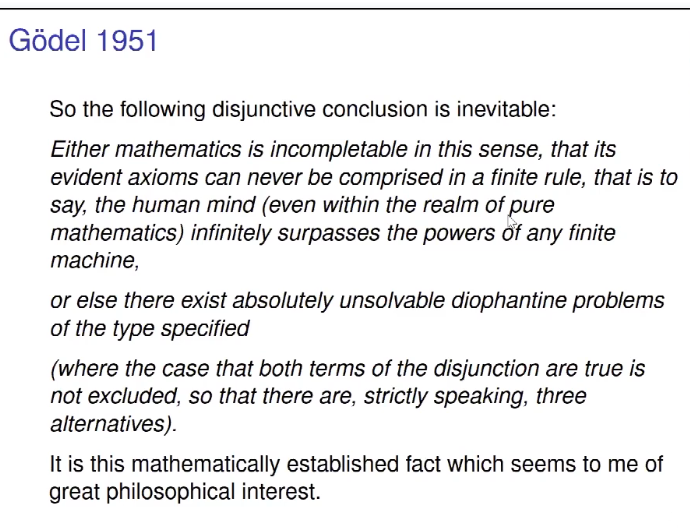 Gödel 1951
So the following disjunctive conclusion is inevitable:
Either mathematics is incompletable in this sense, that its
evident axioms can never be comprised in a finite rule, that is to
say, the human mind (even within the realm of pure
mathematics) infinitely surpasses the powers of any finite
machine,
or else there exist absolutely unsolvable diophantine problems
of the type specified
(where the case that both terms of the disjunction are true is
not excluded, so that there are, strictly speaking, three
alternatives).
It is this mathematically established fact which seems to me of
great philosophical interest.